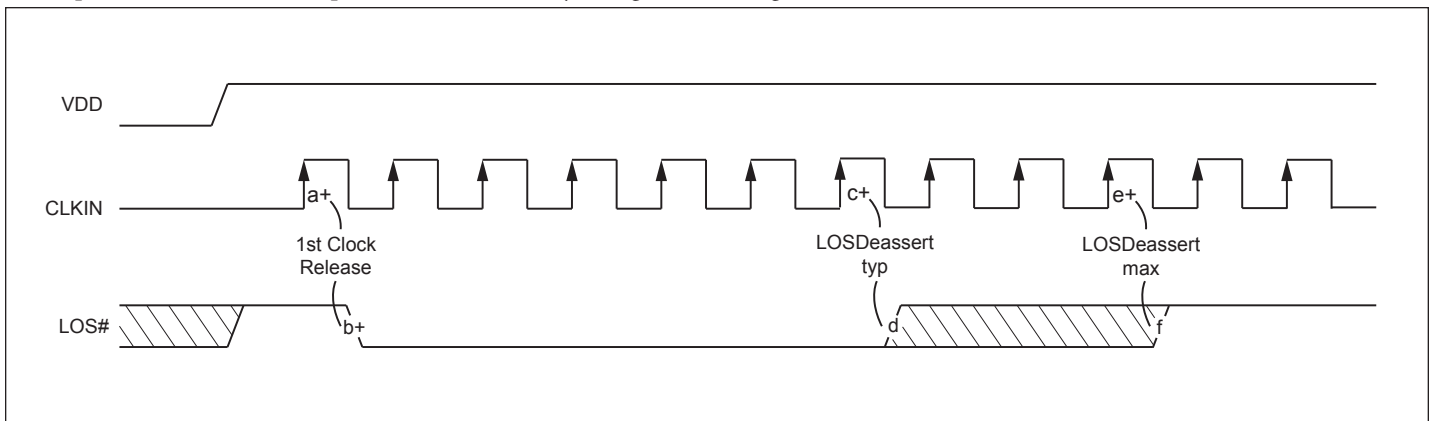 VDD
CLKIN
a+
c+
e+
1st Clock
Release
LOSDeassert
typ
LOSDeassert
max
LOS#
b+
d
f